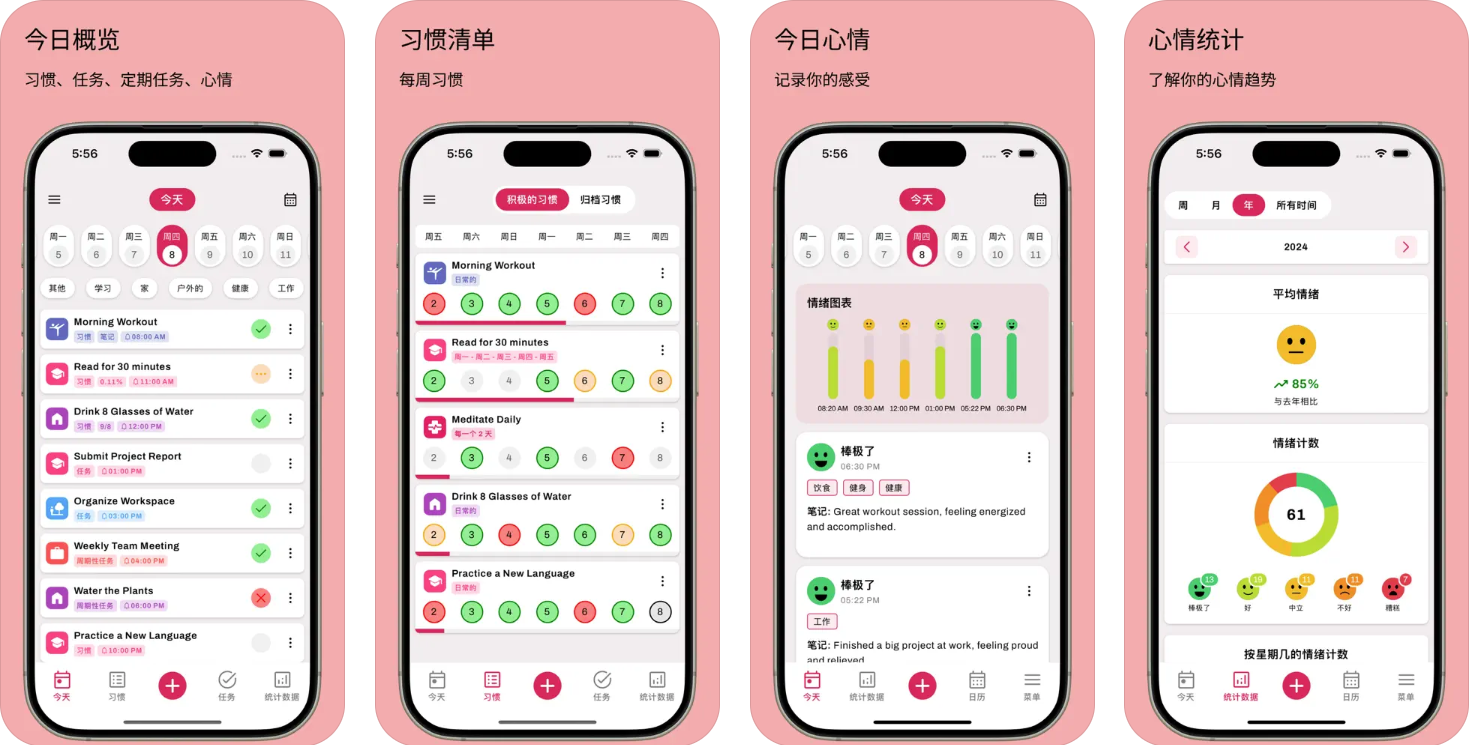 今日概览
习惯、任务、定期任务、心情
5:56
今天
周一 周二 周三 周四 周五 周六 周日
5 6 7 8 9 10 11
其他 学习 家 户外的 健康 工作
Morning Workout
习惯 笔记 08:00 AM
Read for 30 minutes
习惯 0.11% 11:00 AM
Drink 8 Glasses of Water
习惯 9/8 12:00 PM
Submit Project Report
任务 01:00 PM
Organize Workspace
任务 03:00 PM
Weekly Team Meeting
周期性任务 04:00 PM
Water the Plants
周期性任务 06:00 PM
Practice a New Language
习惯 10:00 PM
今天 习惯 任务 统计数据
习惯清单
每周习惯
5:56
积极的习惯 归档习惯
周五 周六 周日 周一 周二 周三 周四
Morning Workout
日常的
2 3 4 5 6 7 8
Read for 30 minutes
周一 - 周二 - 周三 - 周四 - 周五
2 3 4 5 6 7 8
Meditate Daily
每一个 2 天
2 3 4 5 6 7 8
Drink 8 Glasses of Water
日常的
2 3 4 5 6 7 8
Practice a New Language
日常的
2 3 4 5 6 7 8
今天 习惯 任务 统计数据
今日心情
记录你的感受
5:56
今天
周一 周二 周三 周四 周五 周六 周日
5 6 7 8 9 10 11
情绪图表
08:20 AM 09:30 AM 12:00 PM 01:00 PM 05:22 PM 06:30 PM
棒极了
06:30 PM
饮食 健身 健康
笔记: Great workout session, feeling energized
and accomplished.
棒极了
05:22 PM
工作
笔记: Finished a big project at work, feeling proud
and relieved
今天 统计数据 日历 菜单
心情统计
了解你的心情趋势
5:56
周 月 年 所有时间
2024
平均情绪
85%
与去年相比
情绪计数
61
13 19 11 11 7
棒极了 好 中立 不好 糟糕
按星期几的情绪计数
今天 统计数据 日历 菜单